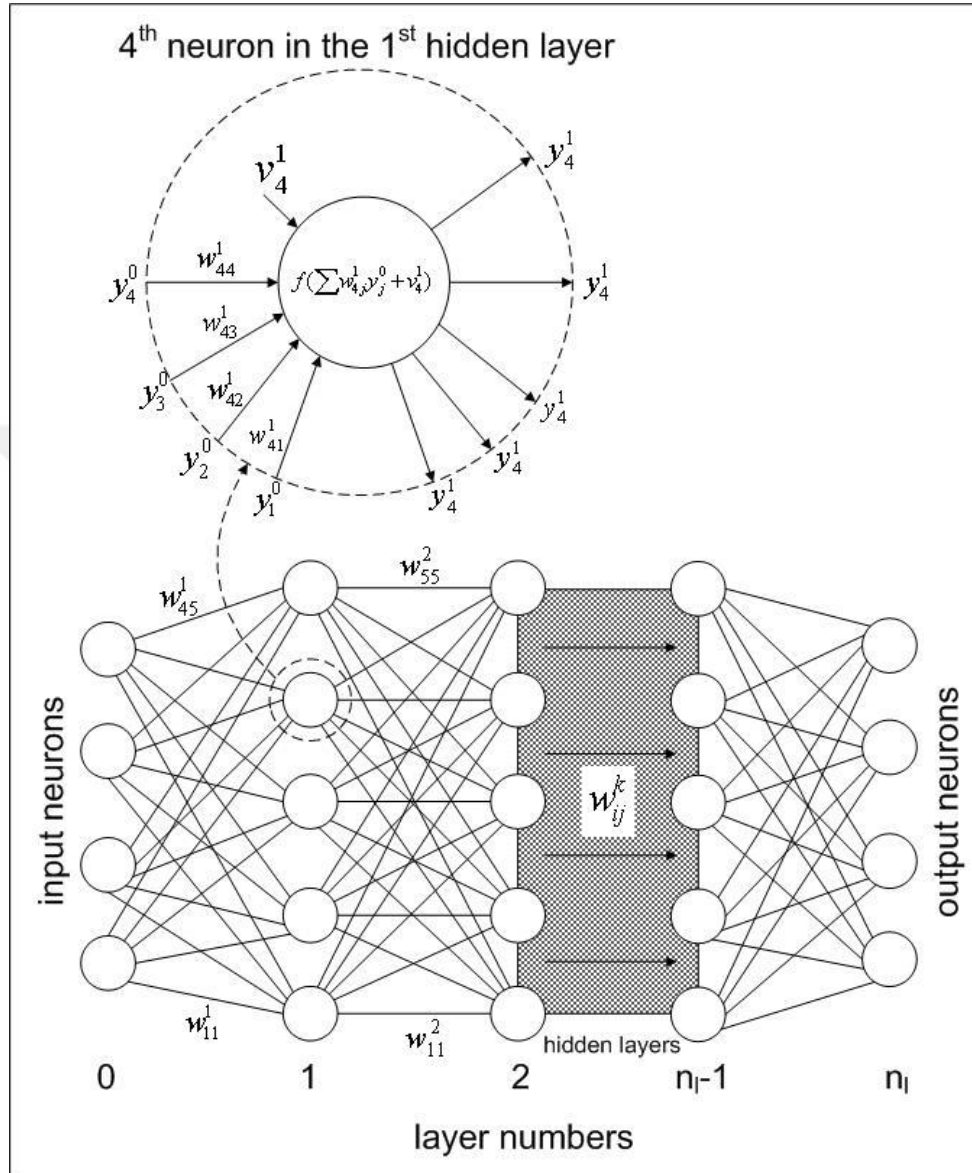 4th neuron in the 1st hidden layer
y₄¹
v₄¹
w₄₄¹
f(∑w₄ⱼ¹yⱼ⁰+v₄¹)
y₄⁰
y₄¹
w₄₃¹
y₃⁰
w₄₂¹
y₄¹
w₄₁¹
y₂⁰
y₄¹
y₁⁰
y₄¹
w₄₅¹
w₅₅²
input neurons
wᵢⱼᵏ
output neurons
w₁₁¹
w₁₁²
hidden layers
0 1 2 nₗ-1 nₗ
layer numbers